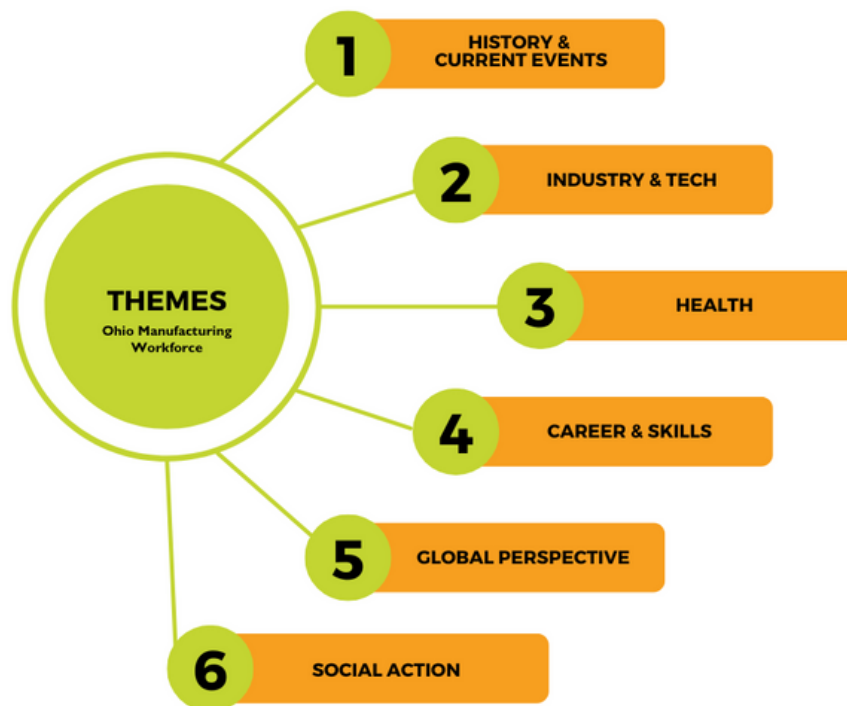 1
HISTORY &
CURRENT EVENTS
2
INDUSTRY & TECH
THEMES
Ohio Manufacturing
Workforce
3
HEALTH
4
CAREER & SKILLS
5
GLOBAL PERSPECTIVE
6
SOCIAL ACTION